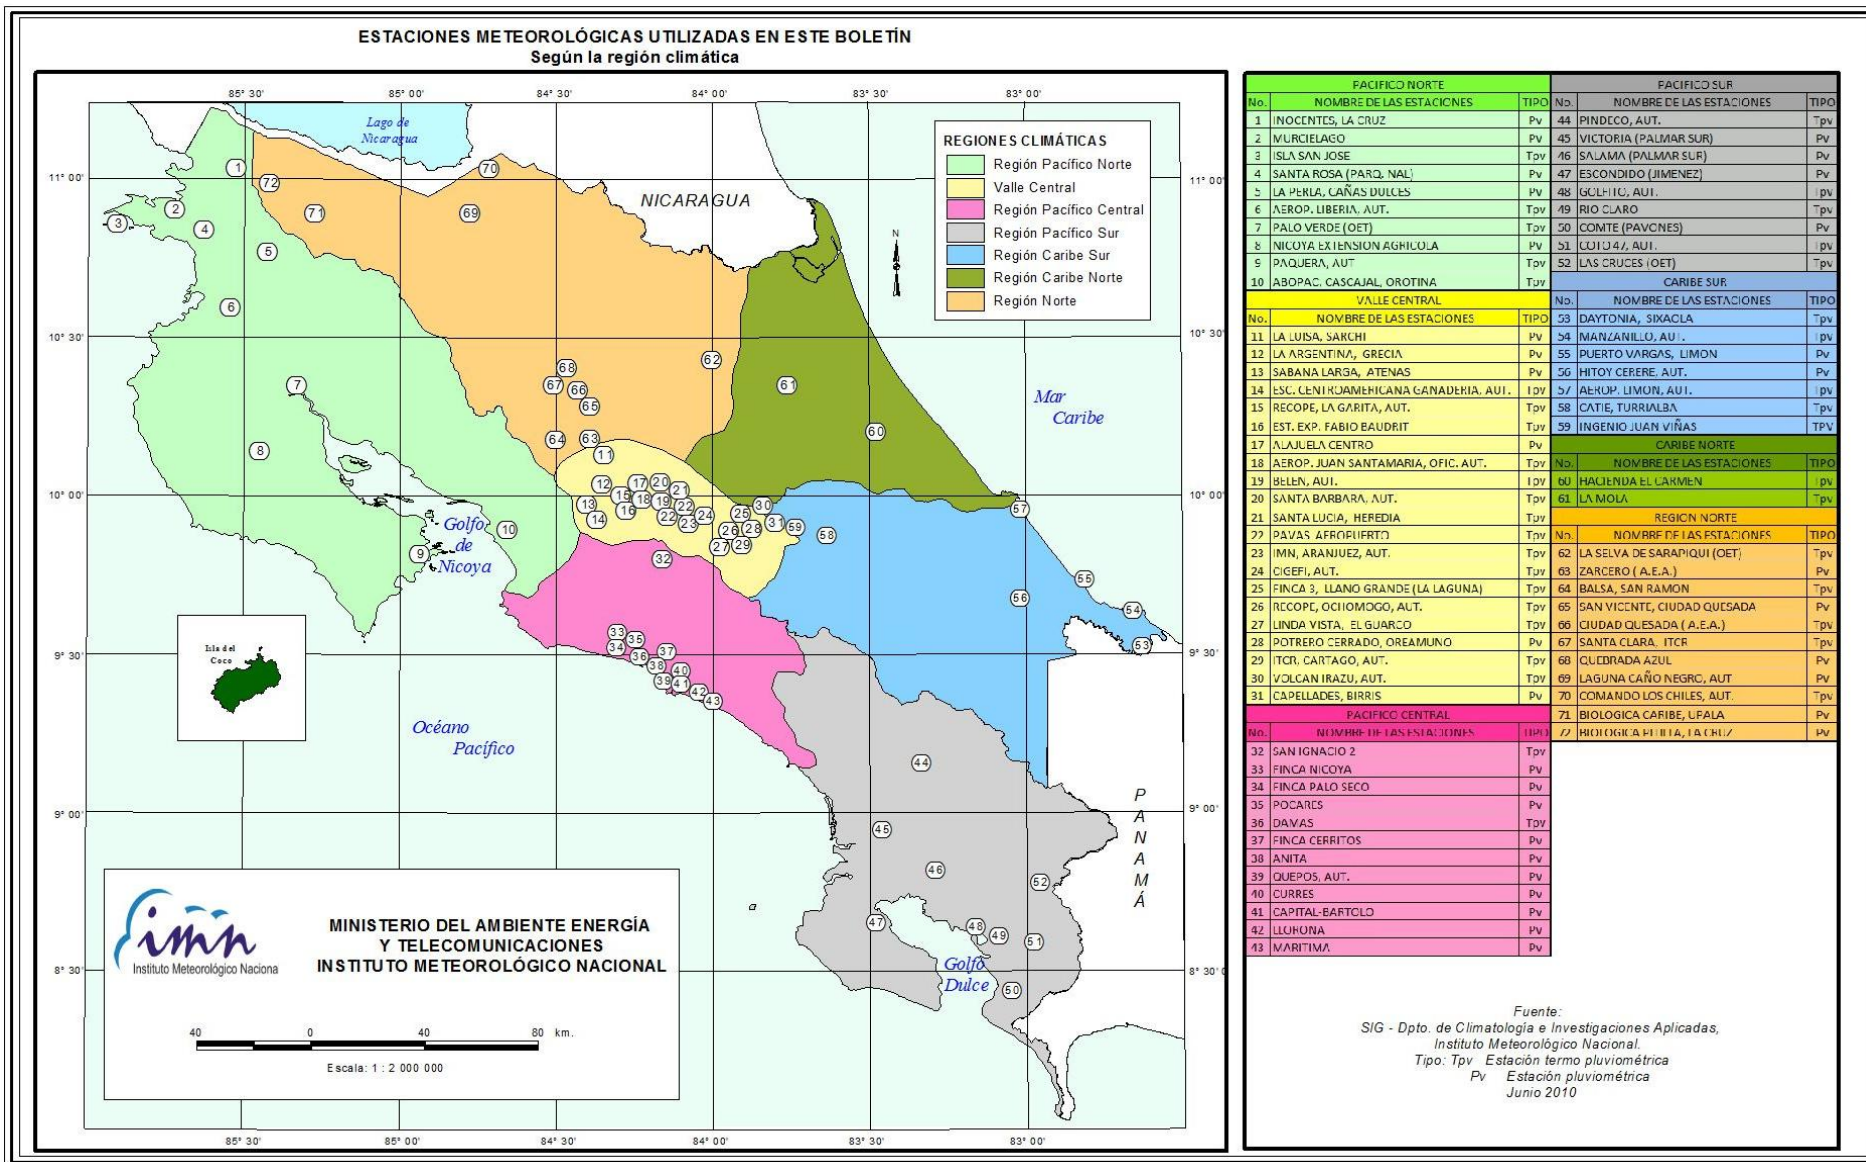 ESTACIONES METEOROLÓGICAS UTILIZADAS EN ESTE BOLETÍN
Según la región climática
85° 30' 85° 00' 84° 30' 84° 00' 83° 30' 83° 00'
Lago de
Nicaragua
NICARAGUA
N
REGIONES CLIMÁTICAS
Región Pacífico Norte
Valle Central
Región Pacífico Central
Región Pacífico Sur
Región Caribe Sur
Región Caribe Norte
Región Norte
11° 00'
10° 30'
10° 00'
9° 30'
9° 00'
8° 30'
Mar
Caribe
Golfo
de
Nicoya
Isla del
Coco
Océano
Pacífico
PANAMÁ
Golfo
Dulce
imn
Instituto Meteorológico Naciona
MINISTERIO DEL AMBIENTE ENERGÍA
Y TELECOMUNICACIONES
INSTITUTO METEOROLÓGICO NACIONAL
40 0 40 80 km.
Escala: 1 : 2 000 000
85° 30' 85° 00' 84° 30' 84° 00' 83° 30' 83° 00'
PACIFICO NORTE
No. NOMBRE DE LAS ESTACIONES TIPO
1 INOCENTES, LA CRUZ Pv
2 MURCIELAGO Pv
3 ISLA SAN JOSE Tpv
4 SANTA ROSA (PARQ. NAL) Pv
5 LA PERLA, CAÑAS DULCES Pv
6 AEROP. LIBERIA, AUT. Tpv
7 PALO VERDE (OET) Tpv
8 NICOYA EXTENSION AGRICOLA Pv
9 PAQUERA, AUT Tpv
10 ABOPAC, CASCAJAL, OROTINA Tpv
VALLE CENTRAL
No. NOMBRE DE LAS ESTACIONES TIPO
11 LA LUISA, SARCHI Pv
12 LA ARGENTINA, GRECIA Pv
13 SABANA LARGA, ATENAS Pv
14 ESC. CENTROAMERICANA GANADERIA, AUT. Tpv
15 RECOPE, LA GARITA, AUT. Tpv
16 EST. EXP. FABIO BAUDRIT Tpv
17 ALAJUELA CENTRO Pv
18 AEROP. JUAN SANTAMARIA, OFIC. AUT. Tpv
19 BELEN, AUT. Tpv
20 SANTA BARBARA, AUT. Tpv
21 SANTA LUCIA, HEREDIA Tpv
22 PAVAS AEROPUERTO Tpv
23 IMN, ARANJUEZ, AUT. Tpv
24 CIGEFI, AUT. Tpv
25 FINCA 3, LLANO GRANDE (LA LAGUNA) Tpv
26 RECOPE, OCHOMOGO, AUT. Tpv
27 LINDA VISTA, EL GUARCO Tpv
28 POTRERO CERRADO, OREAMUNO Pv
29 ITCR, CARTAGO, AUT. Tpv
30 VOLCAN IRAZU, AUT. Tpv
31 CAPELLADES, BIRRIS Pv
PACIFICO CENTRAL
No. NOMBRE DE LAS ESTACIONES TIPO
32 SAN IGNACIO 2 Tpv
33 FINCA NICOYA Pv
34 FINCA PALO SECO Pv
35 POCARES Pv
36 DAMAS Tpv
37 FINCA CERRITOS Pv
38 ANITA Pv
39 QUEPOS, AUT. Pv
40 CURRES Pv
41 CAPITAL-BARTOLO Pv
42 LLORONA Pv
43 MARITIMA Pv
PACIFICO SUR
No. NOMBRE DE LAS ESTACIONES TIPO
44 PINDECO, AUT. Tpv
45 VICTORIA (PALMAR SUR) Pv
46 SALAMA (PALMAR SUR) Pv
47 ESCONDIDO (JIMENEZ) Pv
48 GOLFITO, AUT. Tpv
49 RIO CLARO Tpv
50 COMTE (PAVONES) Pv
51 COTO 47, AUT. Tpv
52 LAS CRUCES (OET) Tpv
CARIBE SUR
No. NOMBRE DE LAS ESTACIONES TIPO
53 DAYTONIA, SIXAOLA Tpv
54 MANZANILLO, AUT. Tpv
55 PUERTO VARGAS, LIMON Pv
56 HITOY CERERE, AUT. Pv
57 AEROP. LIMON, AUT. Tpv
58 CATIE, TURRIALBA Tpv
59 INGENIO JUAN VIÑAS TPV
CARIBE NORTE
No. NOMBRE DE LAS ESTACIONES TIPO
60 HACIENDA EL CARMEN Tpv
61 LA MOLA Tpv
REGION NORTE
No. NOMBRE DE LAS ESTACIONES TIPO
62 LA SELVA DE SARAPIQUI (OET) Tpv
63 ZARCERO ( A.E.A.) Pv
64 BALSA, SAN RAMON Tpv
65 SAN VICENTE, CIUDAD QUESADA Pv
66 CIUDAD QUESADA ( A.E.A.) Tpv
67 SANTA CLARA, ITCR Tpv
68 QUEBRADA AZUL Pv
69 LAGUNA CAÑO NEGRO, AUT Pv
70 COMANDO LOS CHILES, AUT. Tpv
71 BIOLOGICA CARIBE, UPALA Pv
72 BIOLOGICA PITILLA, LA CRUZ Pv
Fuente:
SIG - Dpto. de Climatología e Investigaciones Aplicadas,
Instituto Meteorológico Nacional.
Tipo: Tpv Estación termo pluviométrica
Pv Estación pluviométrica
Junio 2010